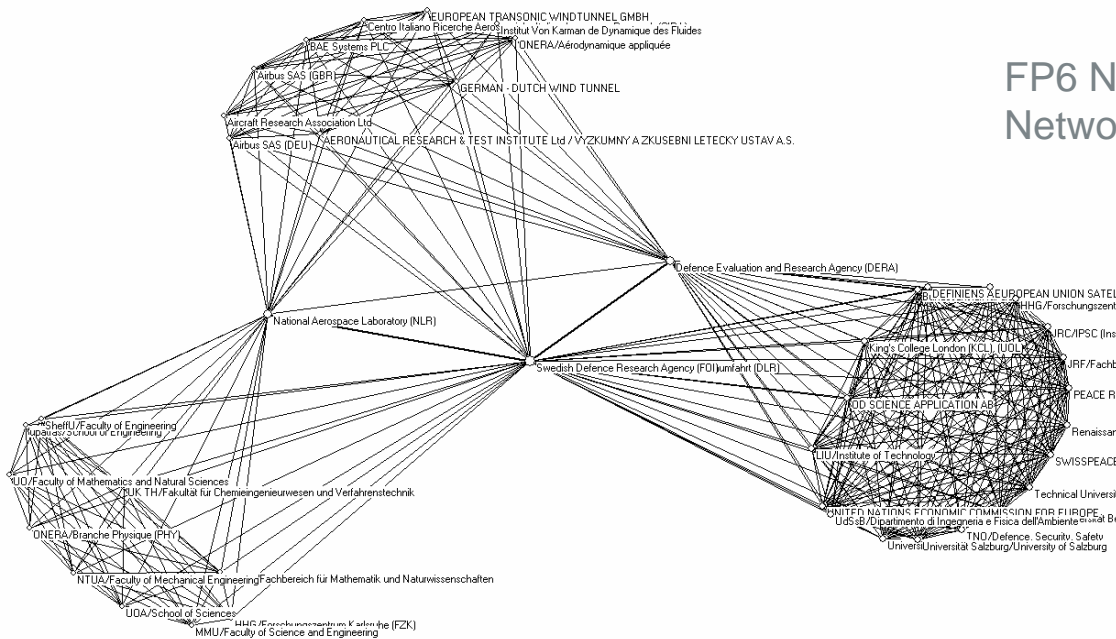 EUROPEAN TRANSONIC WINDTUNNEL GMBH
Centro Italiano Ricerche Aeros
Institut Von Karman de Dynamique des Fluides
BAE Systems PLC
ONERA/Aérodynamique appliquée
Airbus SAS (GBR)
GERMAN - DUTCH WIND TUNNEL
FP6 N
Netwo
Aircraft Research Association Ltd
Airbus SAS (DEU)
AERONAUTICAL RESEARCH & TEST INSTITUTE Ltd / VYZKUMNY A ZKUSEBNI LETECKY USTAV A.S.
Defence Evaluation and Research Agency (DERA)
DEFINIENS A
EUROPEAN UNION SATEL
HHG/Forschungszent
National Aerospace Laboratory (NLR)
JRC/IPSC (Ins
King's College London (KCL) (UOL)
Swedish Defence Research Agency (FOI)
umfahrt (DLR)
JRF/Fachb
PEACE R
OD SCIENCE APPLICATION AB
SheffU/Faculty of Engineering
School of Engineering
Renaissan
LIU/Institute of Technology
SWISSPEACE
UO/Faculty of Mathematics and Natural Sciences
UK TH/Fakultät für Chemieingenieurwesen und Verfahrenstechnik
Technical Universit
UNITED NATIONS ECONOMIC COMMISSION FOR EUROPE
UdSsB/Dipartimento di Ingegneria e Fisica dell'Ambiente
ONERA/Branche Physique (PHY)
TNO/Defence, Security, Safety
Universi
Universität Salzburg/University of Salzburg
NTUA/Faculty of Mechanical Engineering
Fachbereich für Mathematik und Naturwissenschaften
UOA/School of Sciences
HHG/Forschungszentrum Karlsruhe (FZK)
MMU/Faculty of Science and Engineering